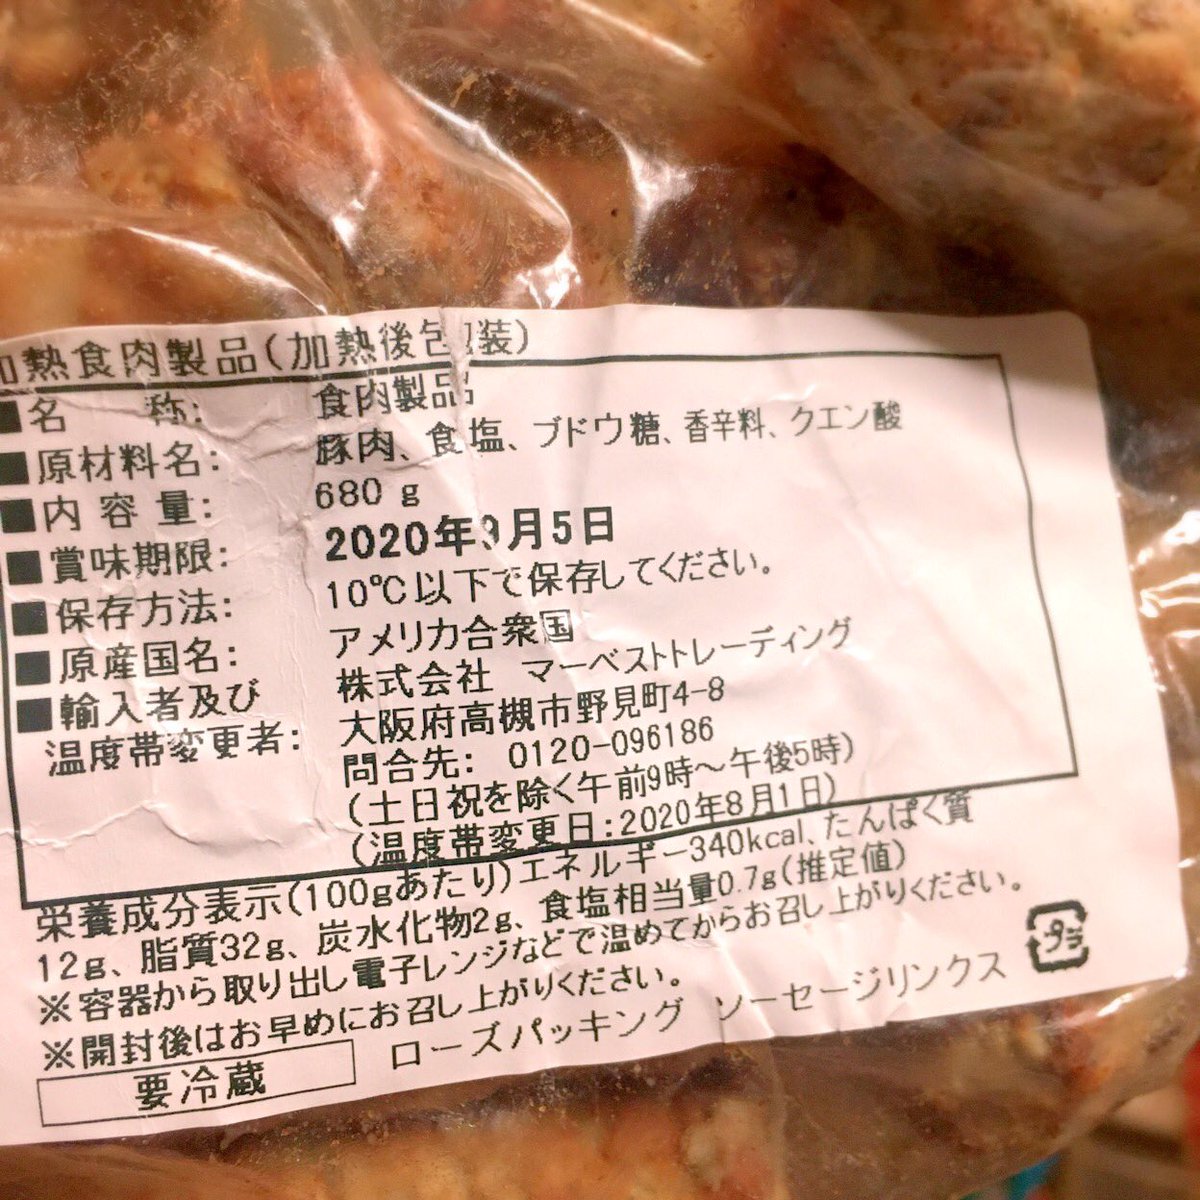 加熱食肉製品(加熱後包装)
■名 称: 食肉製品
■原材料名: 豚肉、食塩、ブドウ糖、香辛料、クエン酸
■内容量: 680 g
■賞味期限: 2020年9月5日
■保存方法: 10℃以下で保存してください。
■原産国名: アメリカ合衆国
■輸入者及び 株式会社 マーベストトレーディング
温度帯変更者: 大阪府高槻市野見町4-8
問合先: 0120-096186
(土日祝を除く午前9時～午後5時)
(温度帯変更日:2020年8月1日)
栄養成分表示(100gあたり)エネルギー340kcal、たんぱく質
12g、脂質32g、炭水化物2g、食塩相当量0.7g(推定値)
※容器から取り出し電子レンジなどで温めてからお召し上がりください。
※開封後はお早めにお召し上がりください。
要冷蔵 ローズパッキング ソーセージリンクス
プラ